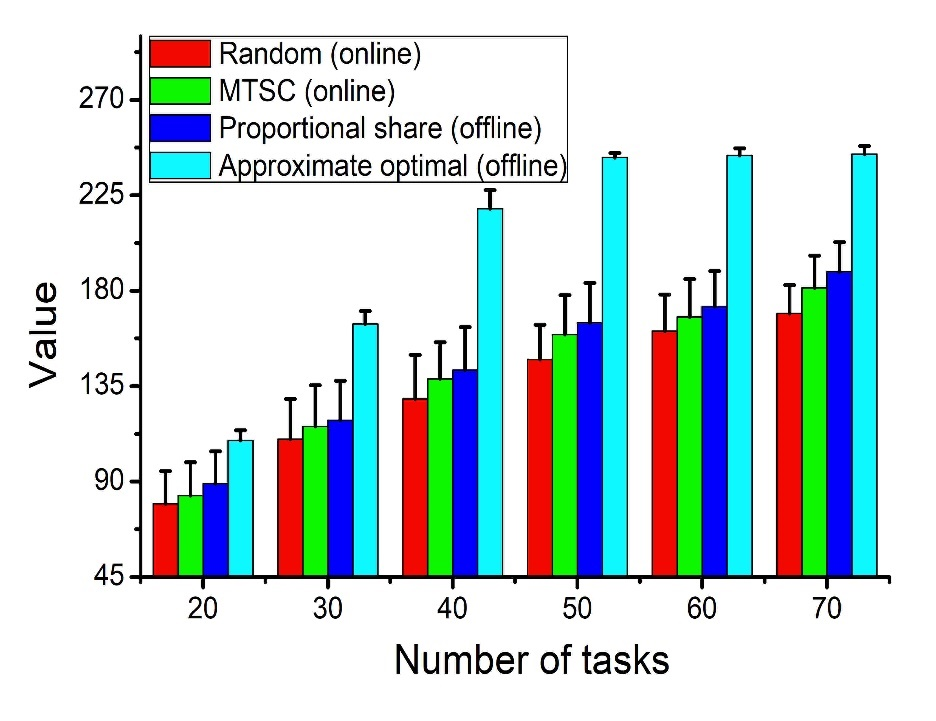 Random (online)
MTSC (online)
Proportional share (offline)
Approximate optimal (offline)
270
225
180
135
90
45
Value
20 30 40 50 60 70
Number of tasks